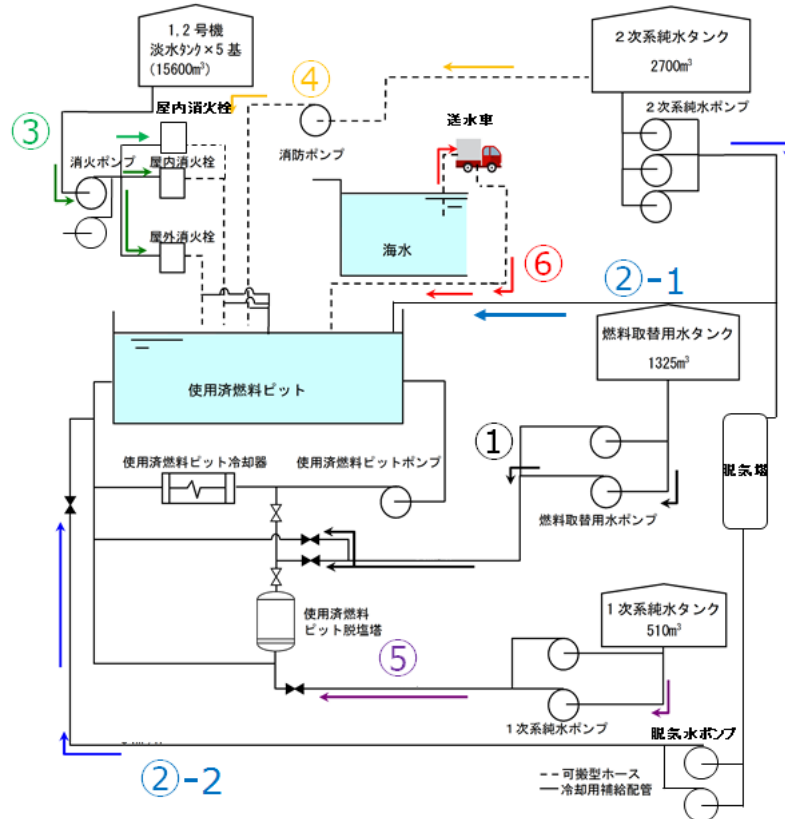 1,2号機
淡水タンク×5基
(15600m³)
2次系純水タンク
2700m³
④
屋内消火栓
送水車
2次系純水ポンプ
③
消火ポンプ
屋内消火栓
消防ポンプ
屋外消火栓
海水
⑥
②-1
燃料取替用水タンク
1325m³
使用済燃料ピット
①
脱気塔
使用済燃料ピット冷却器
使用済燃料ピットポンプ
燃料取替用水ポンプ
1次系純水タンク
510m³
使用済燃料
ピット脱塩塔
⑤
1次系純水ポンプ
脱気水ポンプ
②-2
--- 可搬型ホース
— 冷却用補給配管